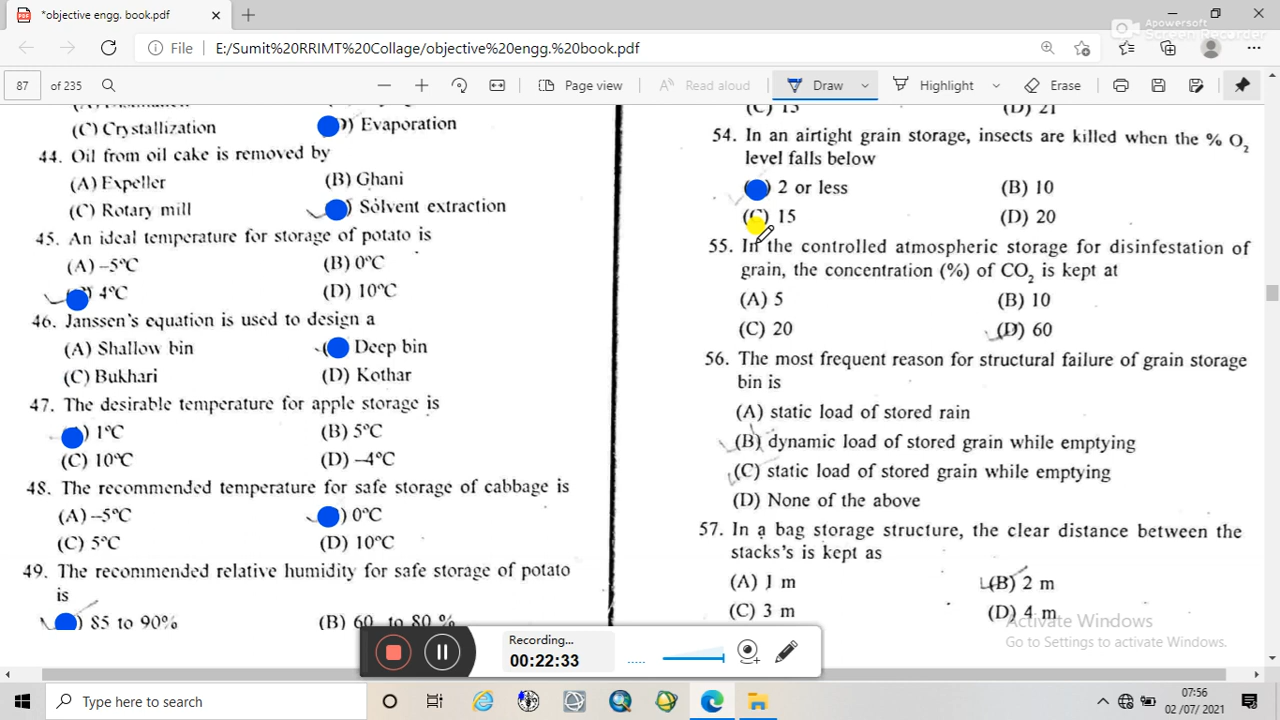 *objective engg. book.pdf
Apowersoft
Screen Recorder
File E:/Sumit%20RRIMT%20Collage/objective%20engg.%20book.pdf
87 of 235 Page view Read aloud Draw Highlight Erase
(C) Crystallization ) Evaporation
44. Oil from oil cake is removed by
(A) Expeller (B) Ghani
(C) Rotary mill ) Solvent extraction
45. An ideal temperature for storage of potato is
(A) –5°C (B) 0°C
) 4°C (D) 10°C
46. Janssen's equation is used to design a
(A) Shallow bin ( Deep bin
(C) Bukhari (D) Kothar
47. The desirable temperature for apple storage is
) 1°C (B) 5°C
(C) 10°C (D) –4°C
48. The recommended temperature for safe storage of cabbage is
(A) –5°C ) 0°C
(C) 5°C (D) 10°C
49. The recommended relative humidity for safe storage of potato
is
) 85 to 90% (B) 60 to 80 %
(C) 13 (D) 21
54. In an airtight grain storage, insects are killed when the % O₂
level falls below
) 2 or less (B) 10
(C) 15 (D) 20
55. In the controlled atmospheric storage for disinfestation of
grain, the concentration (%) of CO₂ is kept at
(A) 5 (B) 10
(C) 20 (D) 60
56. The most frequent reason for structural failure of grain storage
bin is
(A) static load of stored rain
(B) dynamic load of stored grain while emptying
(C) static load of stored grain while emptying
(D) None of the above
57. In a bag storage structure, the clear distance between the
stacks's is kept as
(A) 1 m (B) 2 m
(C) 3 m (D) 4 m
Activate Windows
Go to Settings to activate Windows.
Recording...
00:22:33
Type here to search
07:56
02/07/2021